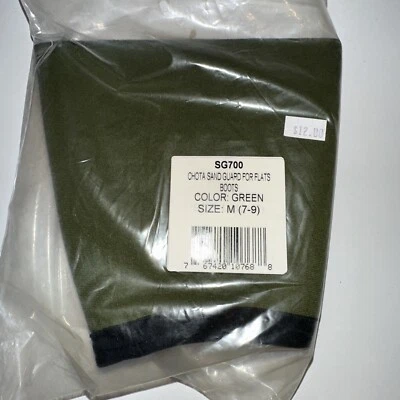 $12.00
SG700
CHOTA SAND GUARD FOR FLATS
BOOTS
COLOR: GREEN
SIZE: M (7-9)
7 67420 10768 8